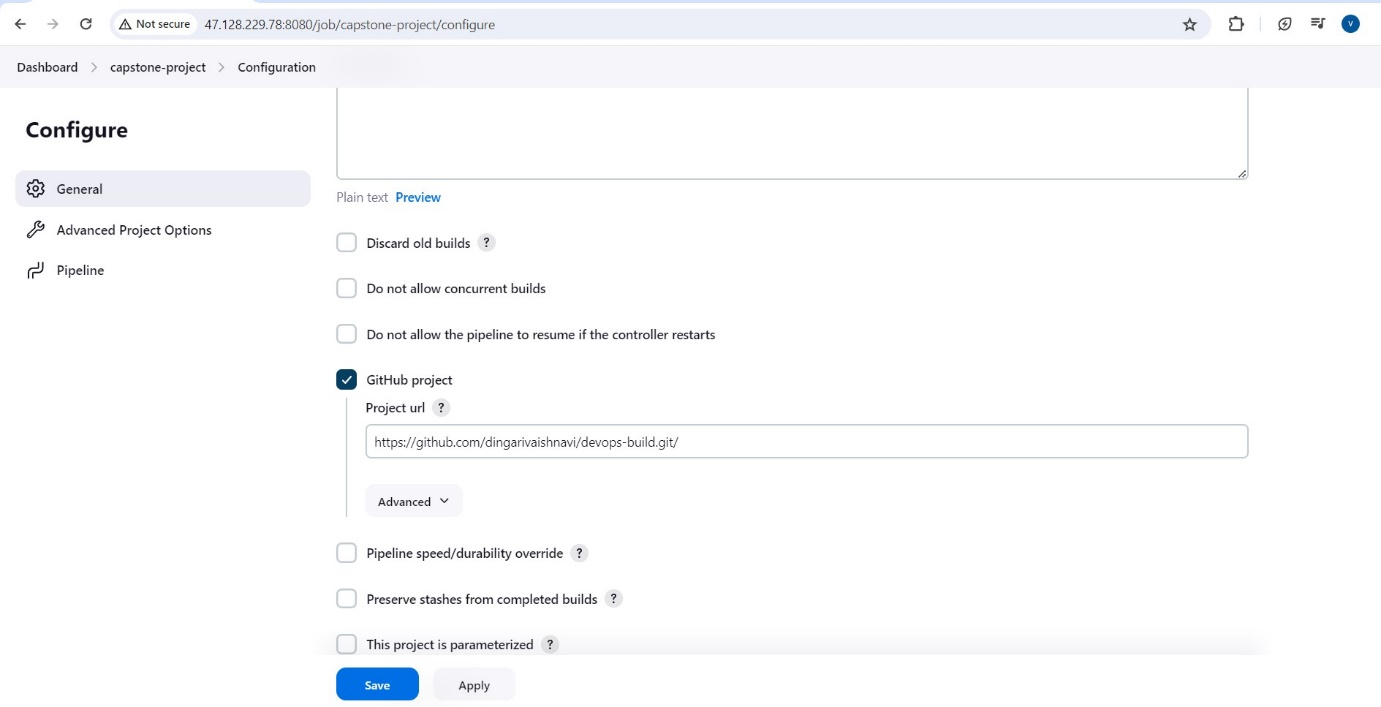 Not secure 47.128.229.78:8080/job/capstone-project/configure V
Dashboard > capstone-project > Configuration
Configure
General
Advanced Project Options
Pipeline
Plain text Preview
Discard old builds ?
Do not allow concurrent builds
Do not allow the pipeline to resume if the controller restarts
GitHub project
Project url ?
https://github.com/dingarivaishnavi/devops-build.git/
Advanced
Pipeline speed/durability override ?
Preserve stashes from completed builds ?
This project is parameterized ?
Save Apply